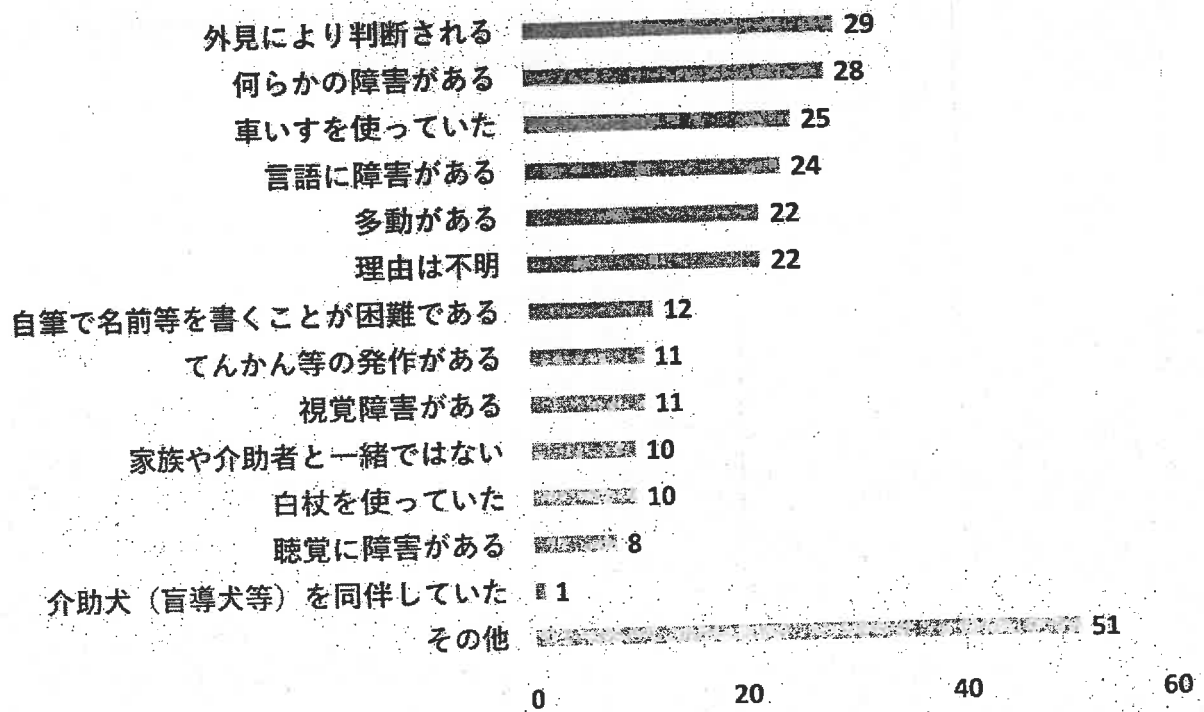 外見により判断される 29
何らかの障害がある 28
車いすを使っていた 25
言語に障害がある 24
多動がある 22
理由は不明 22
自筆で名前等を書くことが困難である 12
てんかん等の発作がある 11
視覚障害がある 11
家族や介助者と一緒ではない 10
白杖を使っていた 10
聴覚に障害がある 8
介助犬（盲導犬等）を同伴していた 1
その他 51
0 20 40 60